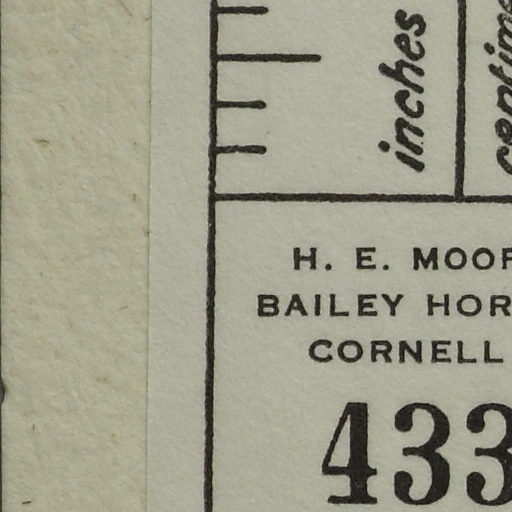 inches
H. E. MOOR
BAILEY HOR
CORNELL
433